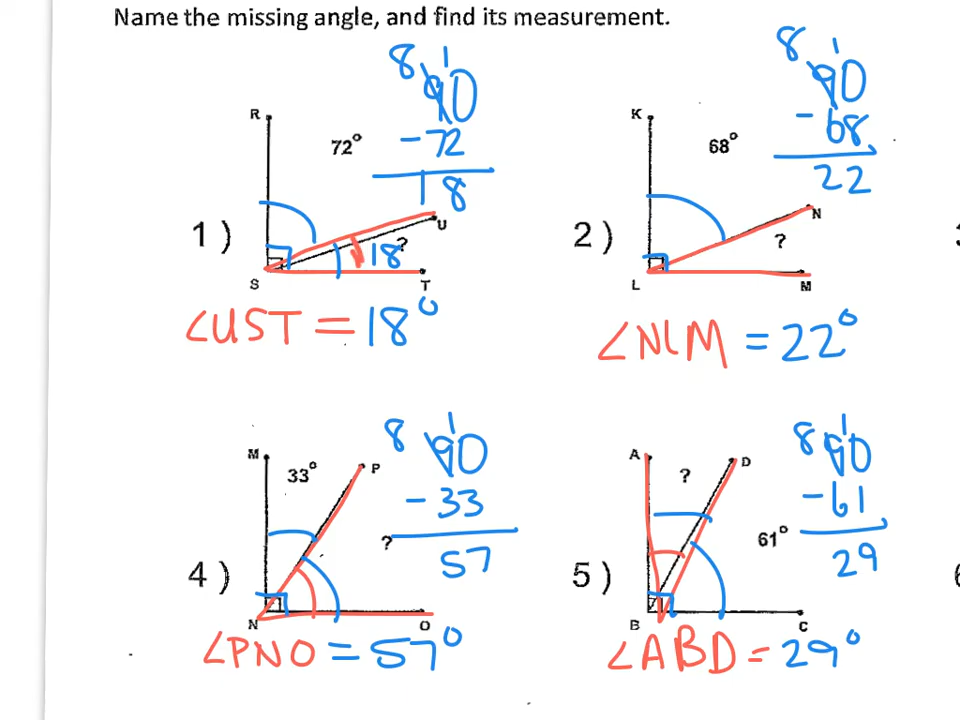 Name the missing angle, and find its measurement.
8 1
90
- 72
18
R
72°
1)
U
?
18
S
T
∠UST = 18°
8 1
90
- 68
22
K
68°
2)
N
?
L
M
∠NLM = 22°
8 1
90
- 33
57
M
33°
P
?
4)
N
O
∠PNO = 57°
8 1
90
- 61
29
A
?
D
61°
5)
B
C
∠ABD = 29°